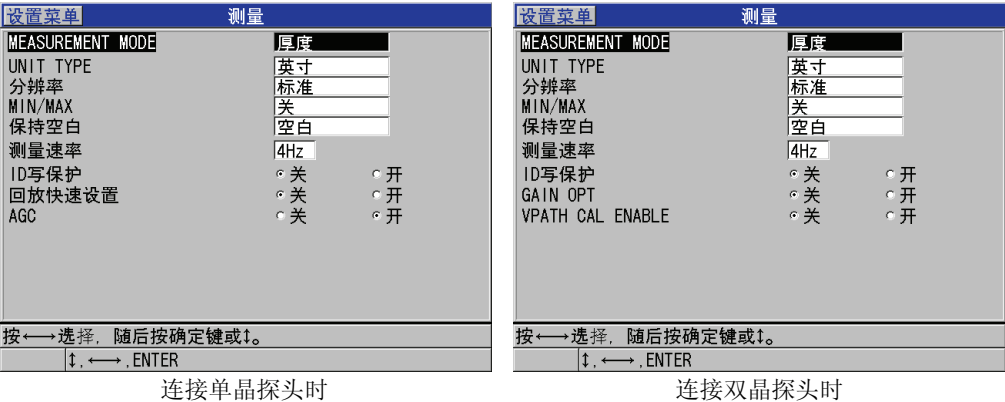 设置菜单 测量
MEASUREMENT MODE 厚度
UNIT TYPE 英寸
分辨率 标准
MIN/MAX 关
保持空白 空白
测量速率 4Hz
ID写保护 关 开
回放快速设置 关 开
AGC 关 开
按←→选择, 随后按确定键或↕。
↕, ←→ ,ENTER
连接单晶探头时
设置菜单 测量
MEASUREMENT MODE 厚度
UNIT TYPE 英寸
分辨率 标准
MIN/MAX 关
保持空白 空白
测量速率 4Hz
ID写保护 关 开
GAIN OPT 关 开
VPATH CAL ENABLE 关 开
按←→选择, 随后按确定键或↕。
↕, ←→ ,ENTER
连接双晶探头时